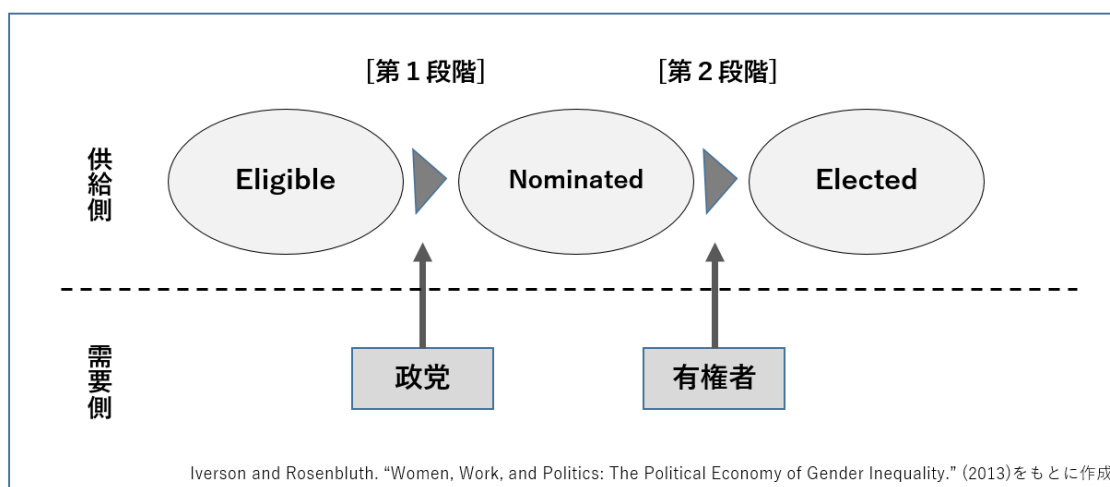 [第１段階]
[第２段階]
供給側
Eligible
Nominated
Elected
需要側
政党
有権者
Iverson and Rosenbluth. “Women, Work, and Politics: The Political Economy of Gender Inequality.” (2013)をもとに作成